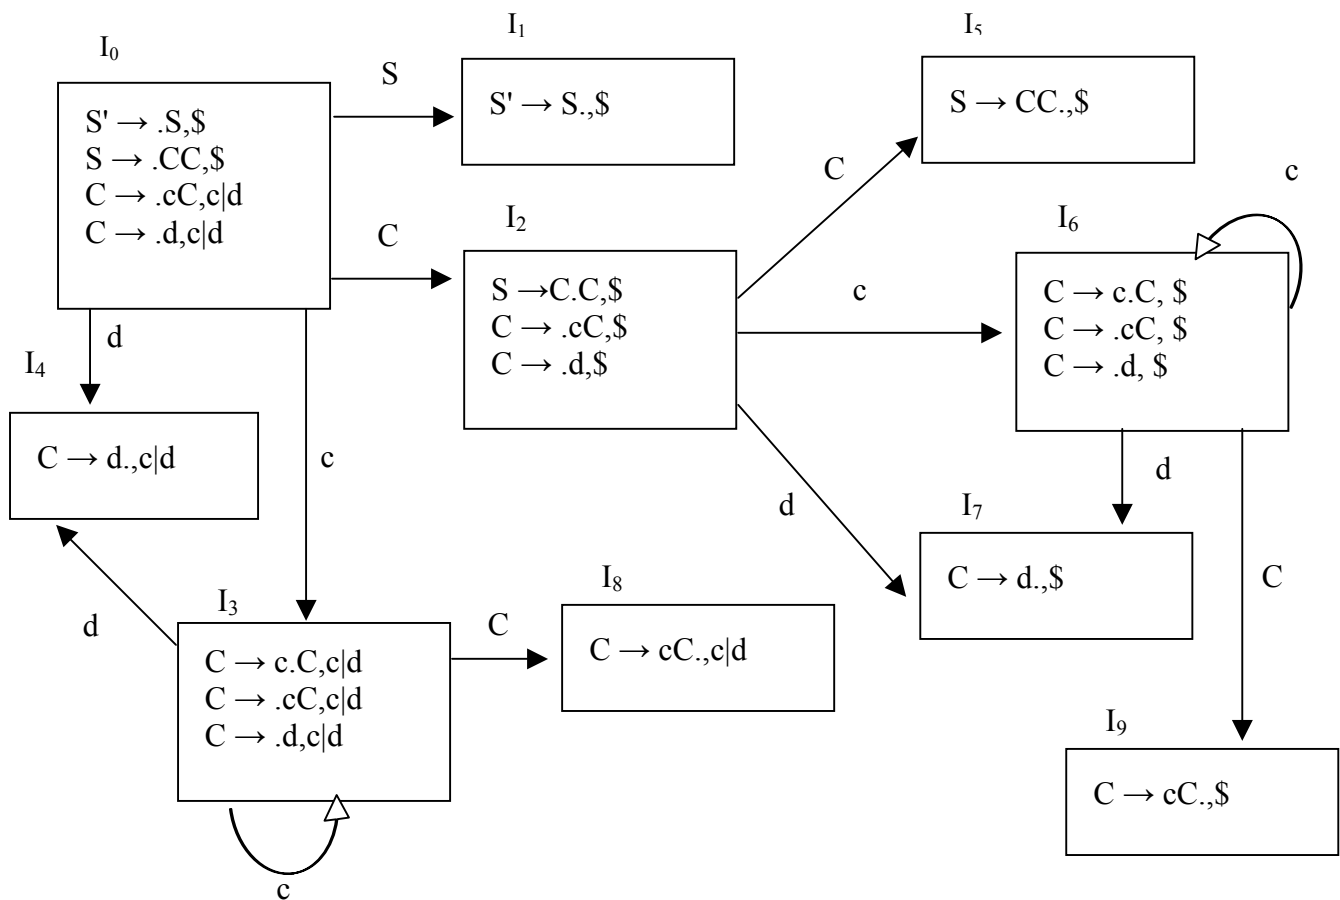 I₀
S' → .S,$
S → .CC,$
C → .cC,c|d
C → .d,c|d
S
I₁
S' → S.,$
C
I₂
S →C.C,$
C → .cC,$
C → .d,$
C
I₅
S → CC.,$
c
I₆
C → c.C, $
C → .cC, $
C → .d, $
c
d
I₄
C → d.,c|d
c
d
I₇
C → d.,$
d
C
d
I₃
C → c.C,c|d
C → .cC,c|d
C → .d,c|d
C
I₈
C → cC.,c|d
I₉
C → cC.,$
c